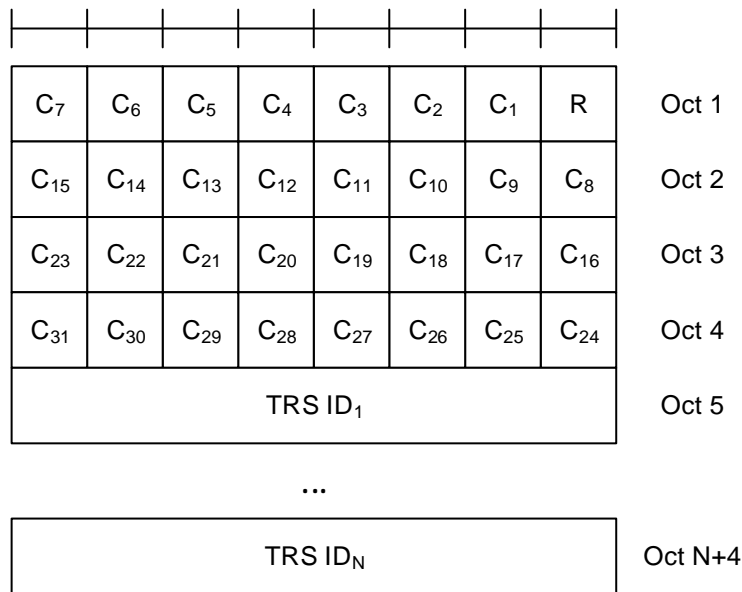 C₇ C₆ C₅ C₄ C₃ C₂ C₁ R Oct 1
C₁₅ C₁₄ C₁₃ C₁₂ C₁₁ C₁₀ C₉ C₈ Oct 2
C₂₃ C₂₂ C₂₁ C₂₀ C₁₉ C₁₈ C₁₇ C₁₆ Oct 3
C₃₁ C₃₀ C₂₉ C₂₈ C₂₇ C₂₆ C₂₅ C₂₄ Oct 4
TRS ID₁ Oct 5
...
TRS ID_N Oct N+4